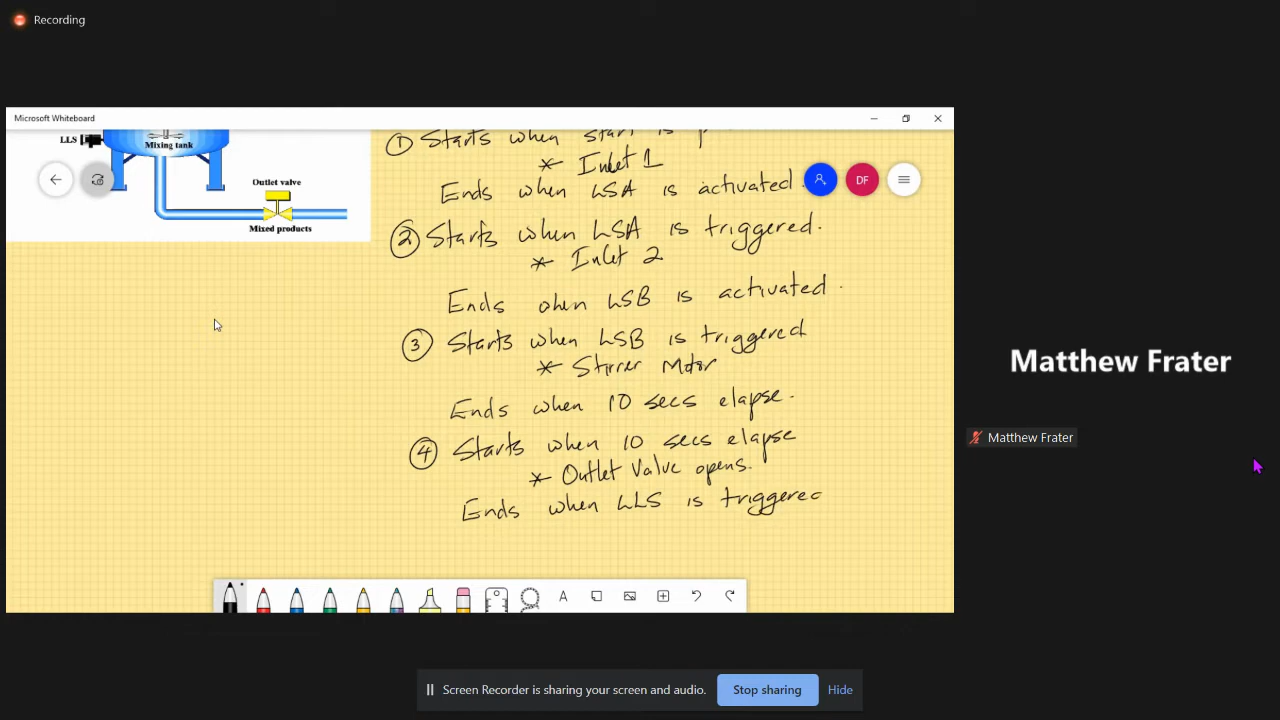 Recording
Microsoft Whiteboard
LLS
Mixing tank
Outlet valve
Mixed products
① Starts when start is
* Inlet 1
Ends when LSA is activated.
② Starts when LSA is triggered.
* Inlet 2
Ends when LSB is activated.
③ Starts when LSB is triggered
* Stirrer Motor
Ends when 10 secs elapse.
④ Starts when 10 secs elapse
* Outlet Valve opens.
Ends when LLS is triggered
DF
A
Matthew Frater
Matthew Frater
Screen Recorder is sharing your screen and audio.
Stop sharing
Hide